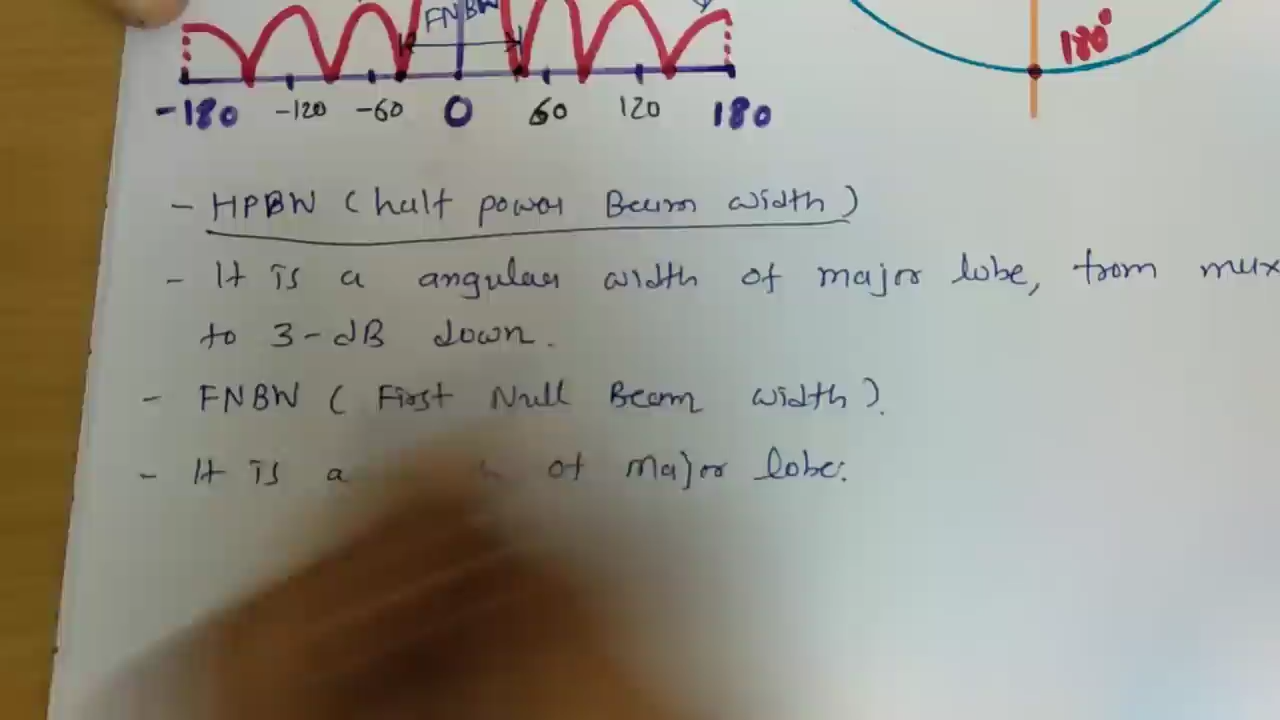 FNBW
180°
-180 -120 -60 0 60 120 180
- HPBW (half power Beam width)
- It is a angular width of major lobe, from max
to 3-dB down.
- FNBW ( First Null Beam width).
- It is a of major lobe.